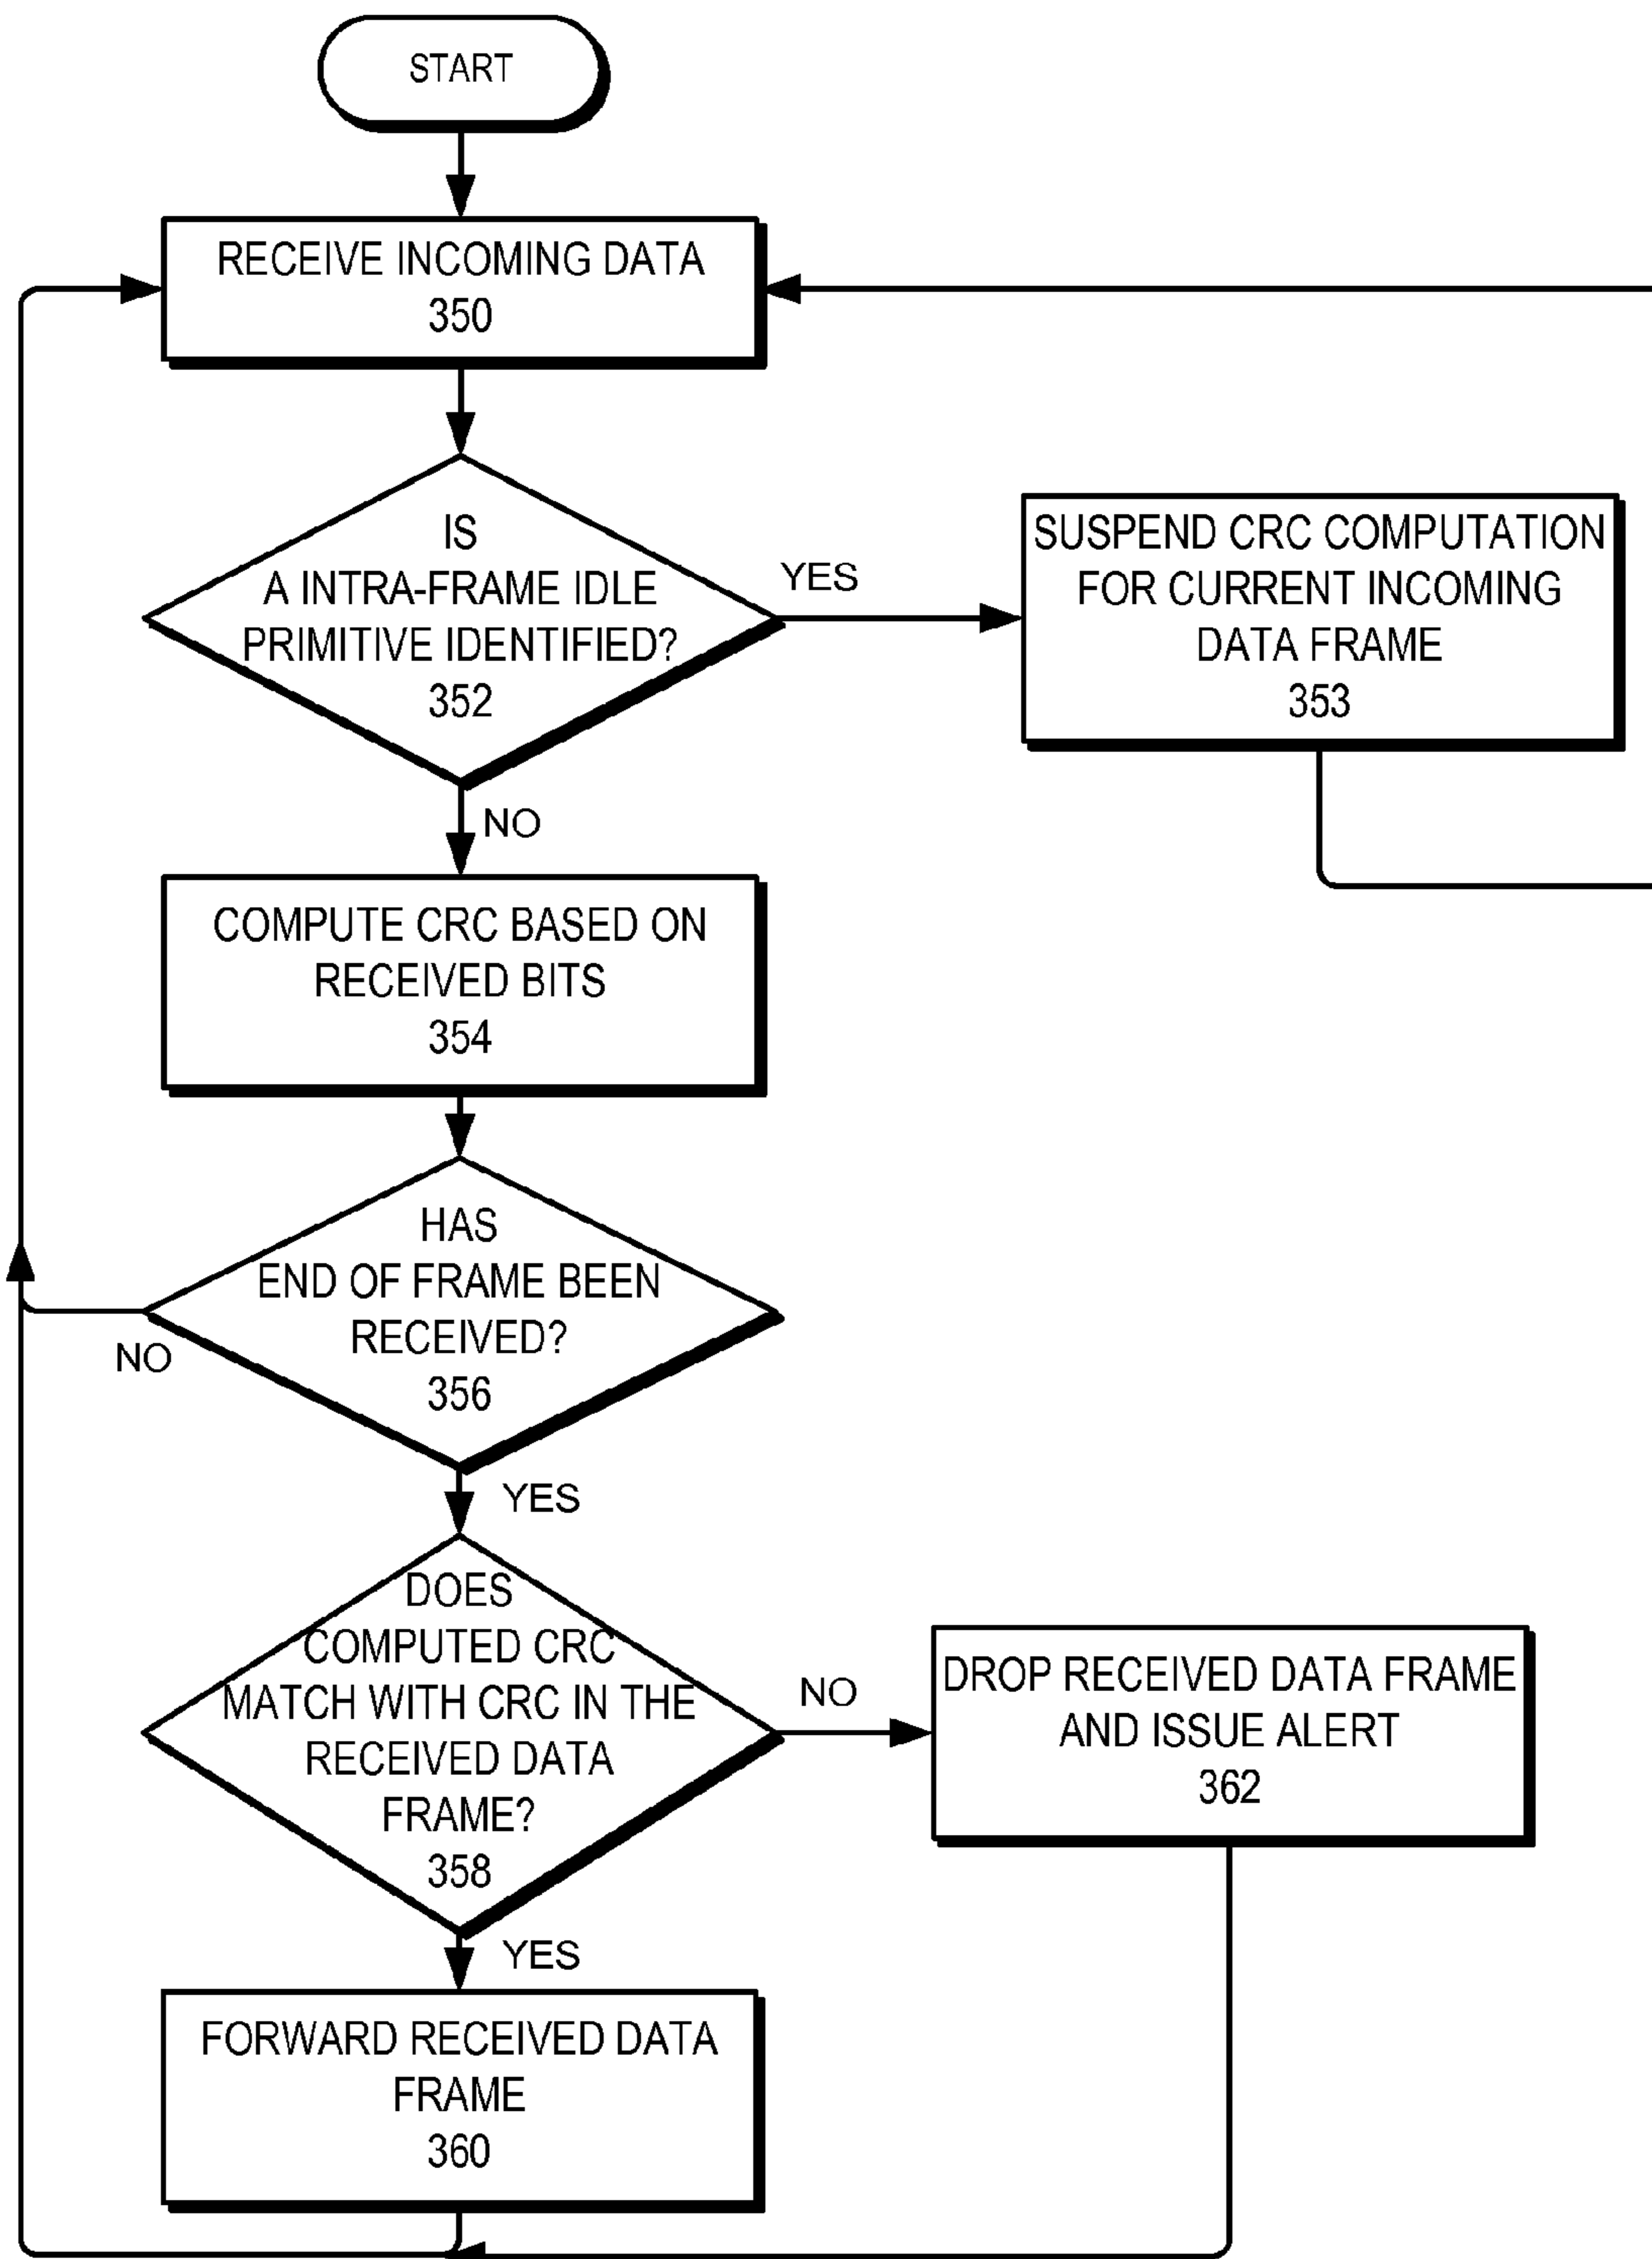 START
RECEIVE INCOMING DATA
350
IS
A INTRA-FRAME IDLE
PRIMITIVE IDENTIFIED?
352
YES
SUSPEND CRC COMPUTATION
FOR CURRENT INCOMING
DATA FRAME
353
NO
COMPUTE CRC BASED ON
RECEIVED BITS
354
HAS
END OF FRAME BEEN
RECEIVED?
356
NO
YES
DOES
COMPUTED CRC
MATCH WITH CRC IN THE
RECEIVED DATA
FRAME?
358
NO
DROP RECEIVED DATA FRAME
AND ISSUE ALERT
362
YES
FORWARD RECEIVED DATA
FRAME
360